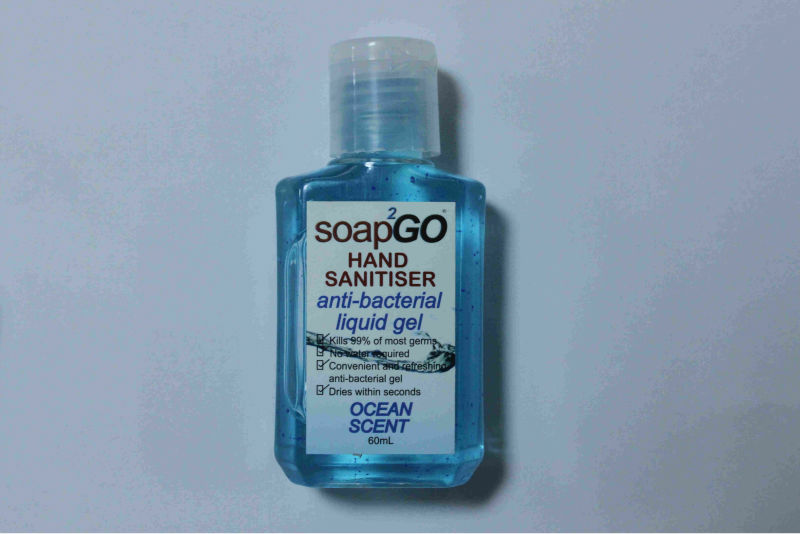 soap2GO®
HAND
SANITISER
anti-bacterial
liquid gel
Kills 99% of most germs
No water required
Convenient and refreshing
anti-bacterial gel
Dries within seconds
OCEAN
SCENT
60mL